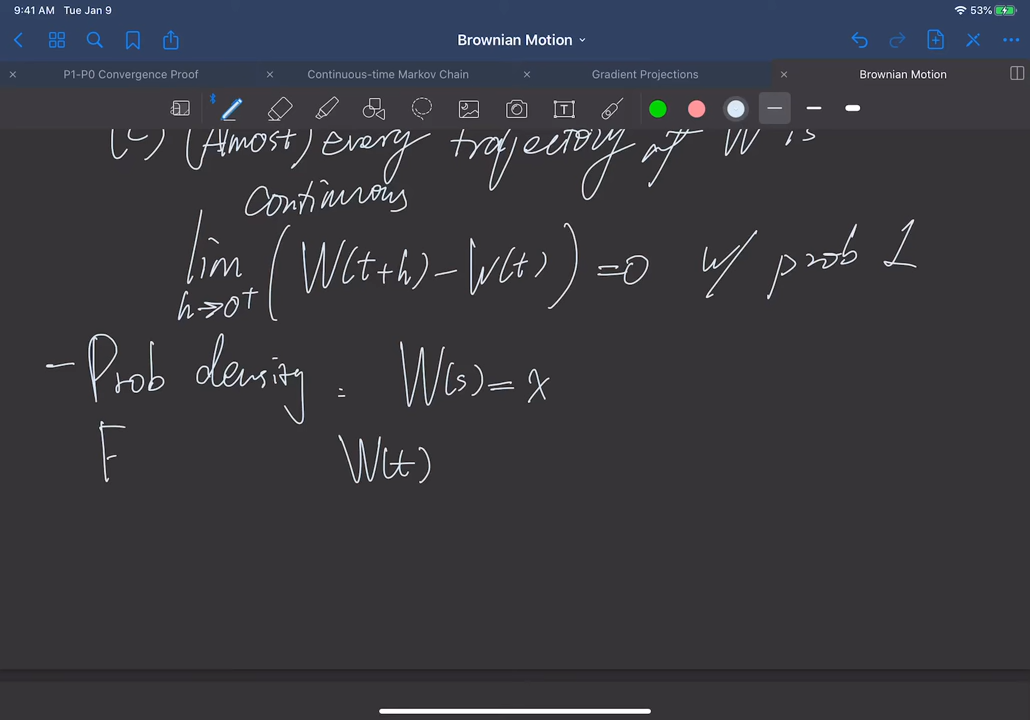 9:41 AM Tue Jan 9
53%
Brownian Motion
P1-P0 Convergence Proof
Continuous-time Markov Chain
Gradient Projections
Brownian Motion
(c) (Almost) every trajectory of W is
continuous
lim h→0+ (W(t+h) − W(t)) = 0 w/ prob 1
- Prob density : W(s) = x
F W(t)